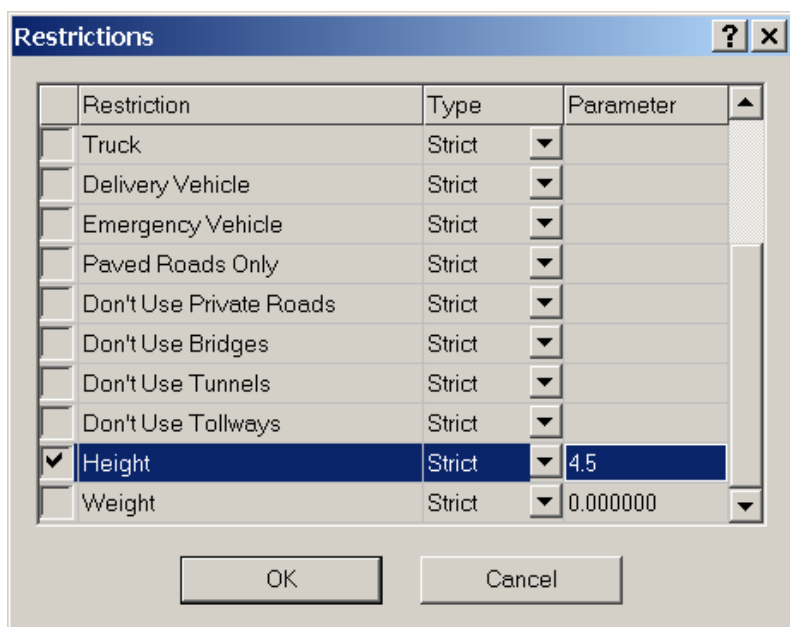 Restrictions
Restriction Type Parameter
Truck Strict
Delivery Vehicle Strict
Emergency Vehicle Strict
Paved Roads Only Strict
Don't Use Private Roads Strict
Don't Use Bridges Strict
Don't Use Tunnels Strict
Don't Use Tollways Strict
Height Strict 4.5
Weight Strict 0.000000
OK Cancel